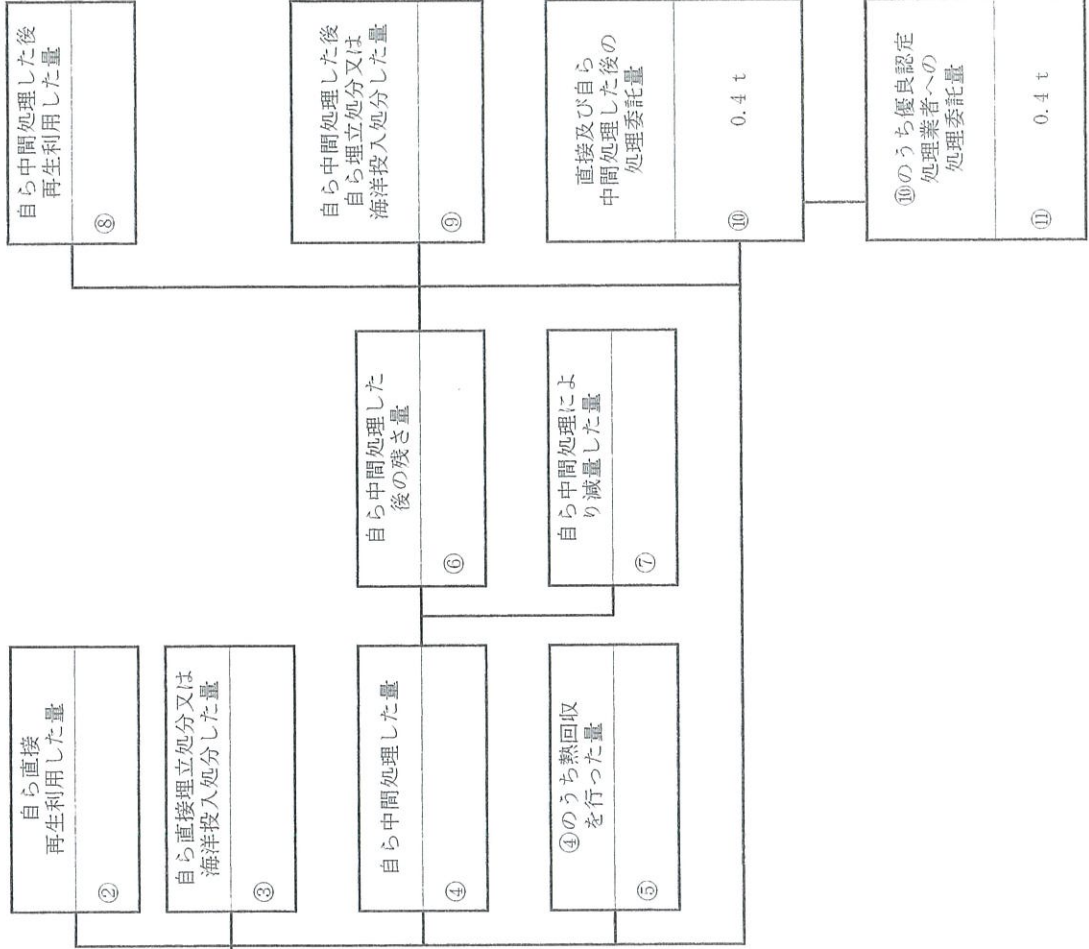 自ら直接
再生利用した量
②
自ら直接埋立処分又は
海洋投入処分した量
③
自ら中間処理した量
④
④のうち熱回収
を行った量
⑤
自ら中間処理した
後の残さ量
⑥
自ら中間処理によ
り減量した量
⑦
自ら中間処理した後
再生利用した量
⑧
自ら中間処理した後
自ら埋立処分又は
海洋投入処分した量
⑨
直接及び自ら
中間処理した後の
処理委託量
⑩ 0.4 t
⑩のうち優良認定
処理業者への
処理委託量
⑪ 0.4 t